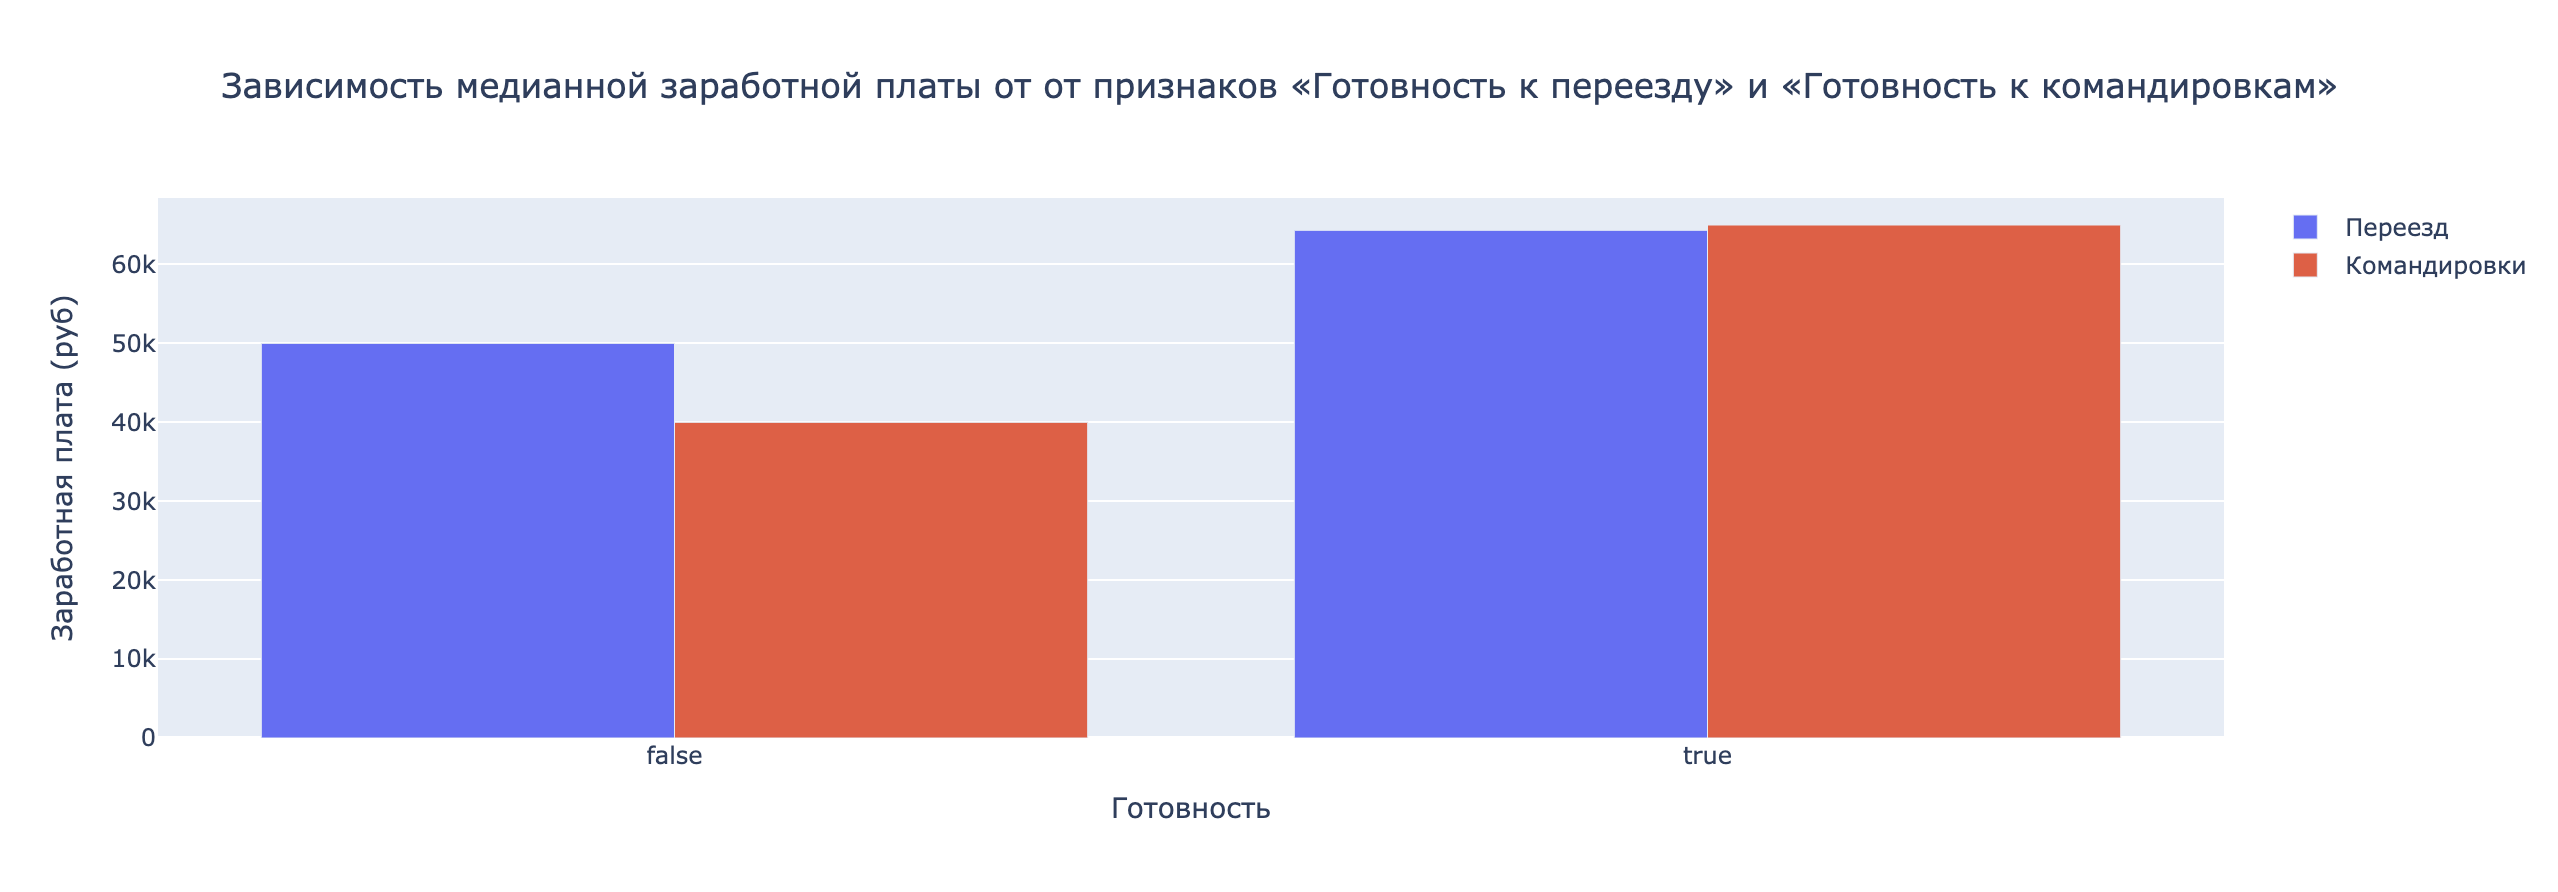 Зависимость медианной заработной платы от от признаков «Готовность к переезду» и «Готовность к командировкам»
Переезд
Командировки
Заработная плата (руб)
60k
50k
40k
30k
20k
10k
0
false
true
Готовность